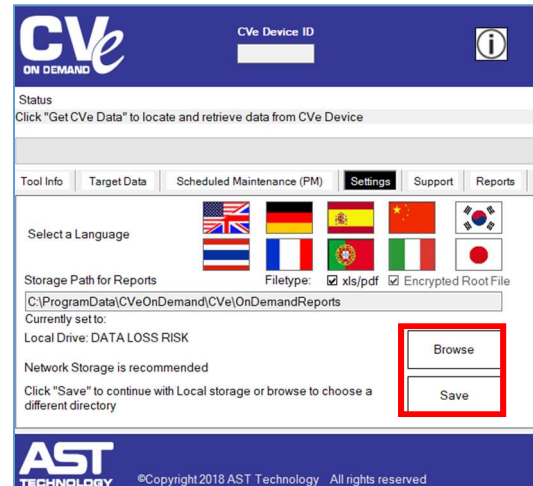 CVe
ON DEMAND
CVe Device ID
i
Status
Click "Get CVe Data" to locate and retrieve data from CVe Device
Tool Info Target Data Scheduled Maintenance (PM) Settings Support Reports
Select a Language
Storage Path for Reports Filetype: xls/pdf Encrypted Root File
C:\ProgramData\CVeOnDemand\CVe\OnDemandReports
Currently set to:
Local Drive: DATA LOSS RISK
Browse
Network Storage is recommended
Click "Save" to continue with Local storage or browse to choose a
different directory
Save
AST
TECHNOLOGY
©Copyright 2018 AST Technology All rights reserved